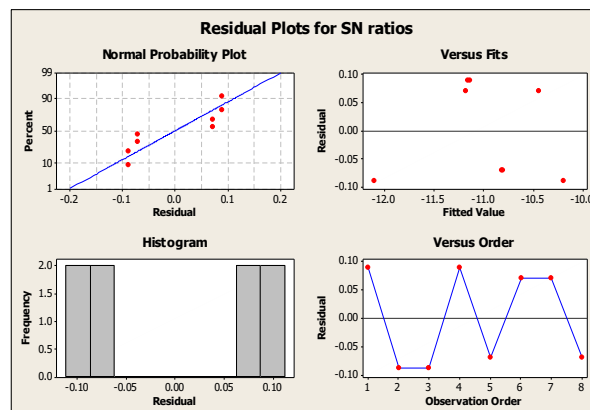 Residual Plots for SN ratios
Normal Probability Plot
99
90
50
10
1
Percent
-0.2 -0.1 0.0 0.1 0.2
Residual
Versus Fits
0.10
0.05
0.00
-0.05
-0.10
Residual
-12.0 -11.5 -11.0 -10.5 -10.0
Fitted Value
Histogram
2.0
1.5
1.0
0.5
0.0
Frequency
-0.10 -0.05 0.00 0.05 0.10
Residual
Versus Order
0.10
0.05
0.00
-0.05
-0.10
Residual
1 2 3 4 5 6 7 8
Observation Order